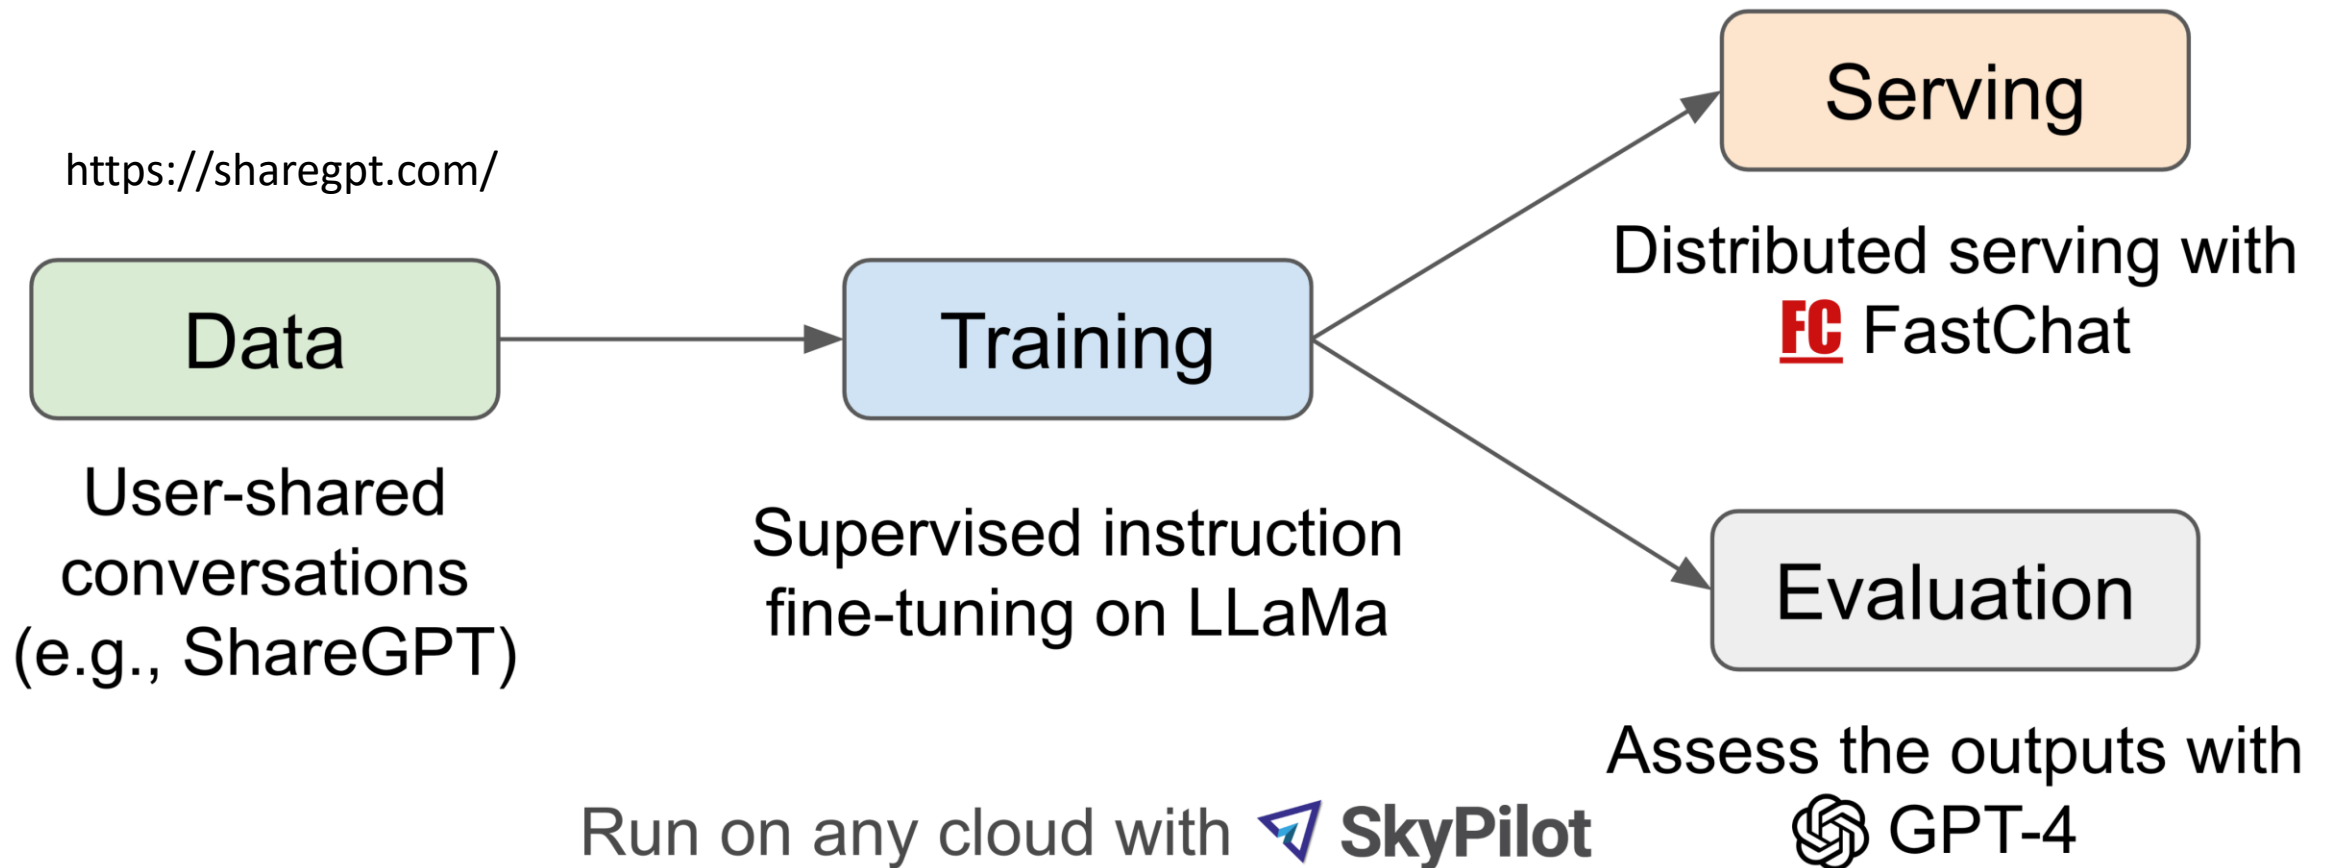 https://sharegpt.com/
Data
User-shared
conversations
(e.g., ShareGPT)
Training
Supervised instruction
fine-tuning on LLaMa
Serving
Distributed serving with
FC FastChat
Evaluation
Assess the outputs with
GPT-4
Run on any cloud with SkyPilot